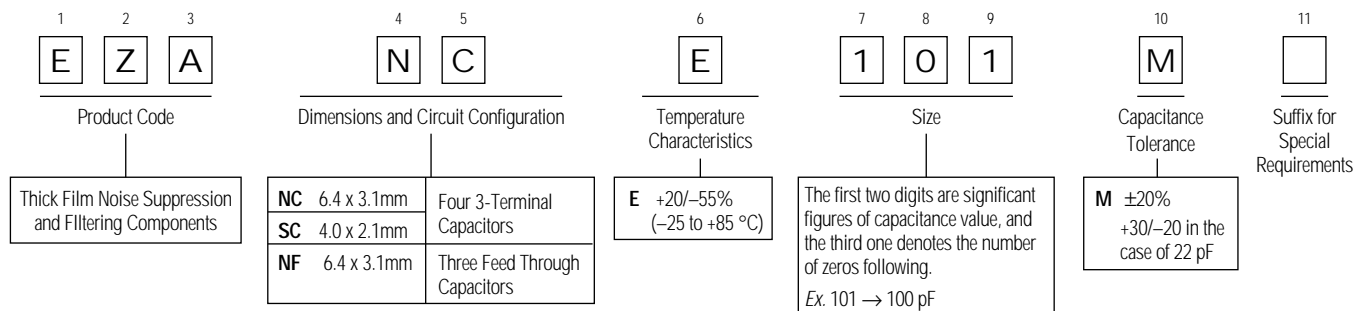 1 2 3 4 5 6 7 8 9 10 11
E Z A N C E 1 0 1 M
Product Code
Dimensions and Circuit Configuration
Temperature
Characteristics
Size
Capacitance
Tolerance
Suffix for
Special
Requirements
Thick Film Noise Suppression
and FIltering Components
NC 6.4 x 3.1mm
SC 4.0 x 2.1mm
Four 3-Terminal
Capacitors
NF 6.4 x 3.1mm
Three Feed Through
Capacitors
E +20/–55%
(–25 to +85 °C)
The first two digits are significant
figures of capacitance value, and
the third one denotes the number
of zeros following.
Ex. 101 → 100 pF
M ±20%
+30/–20 in the
case of 22 pF